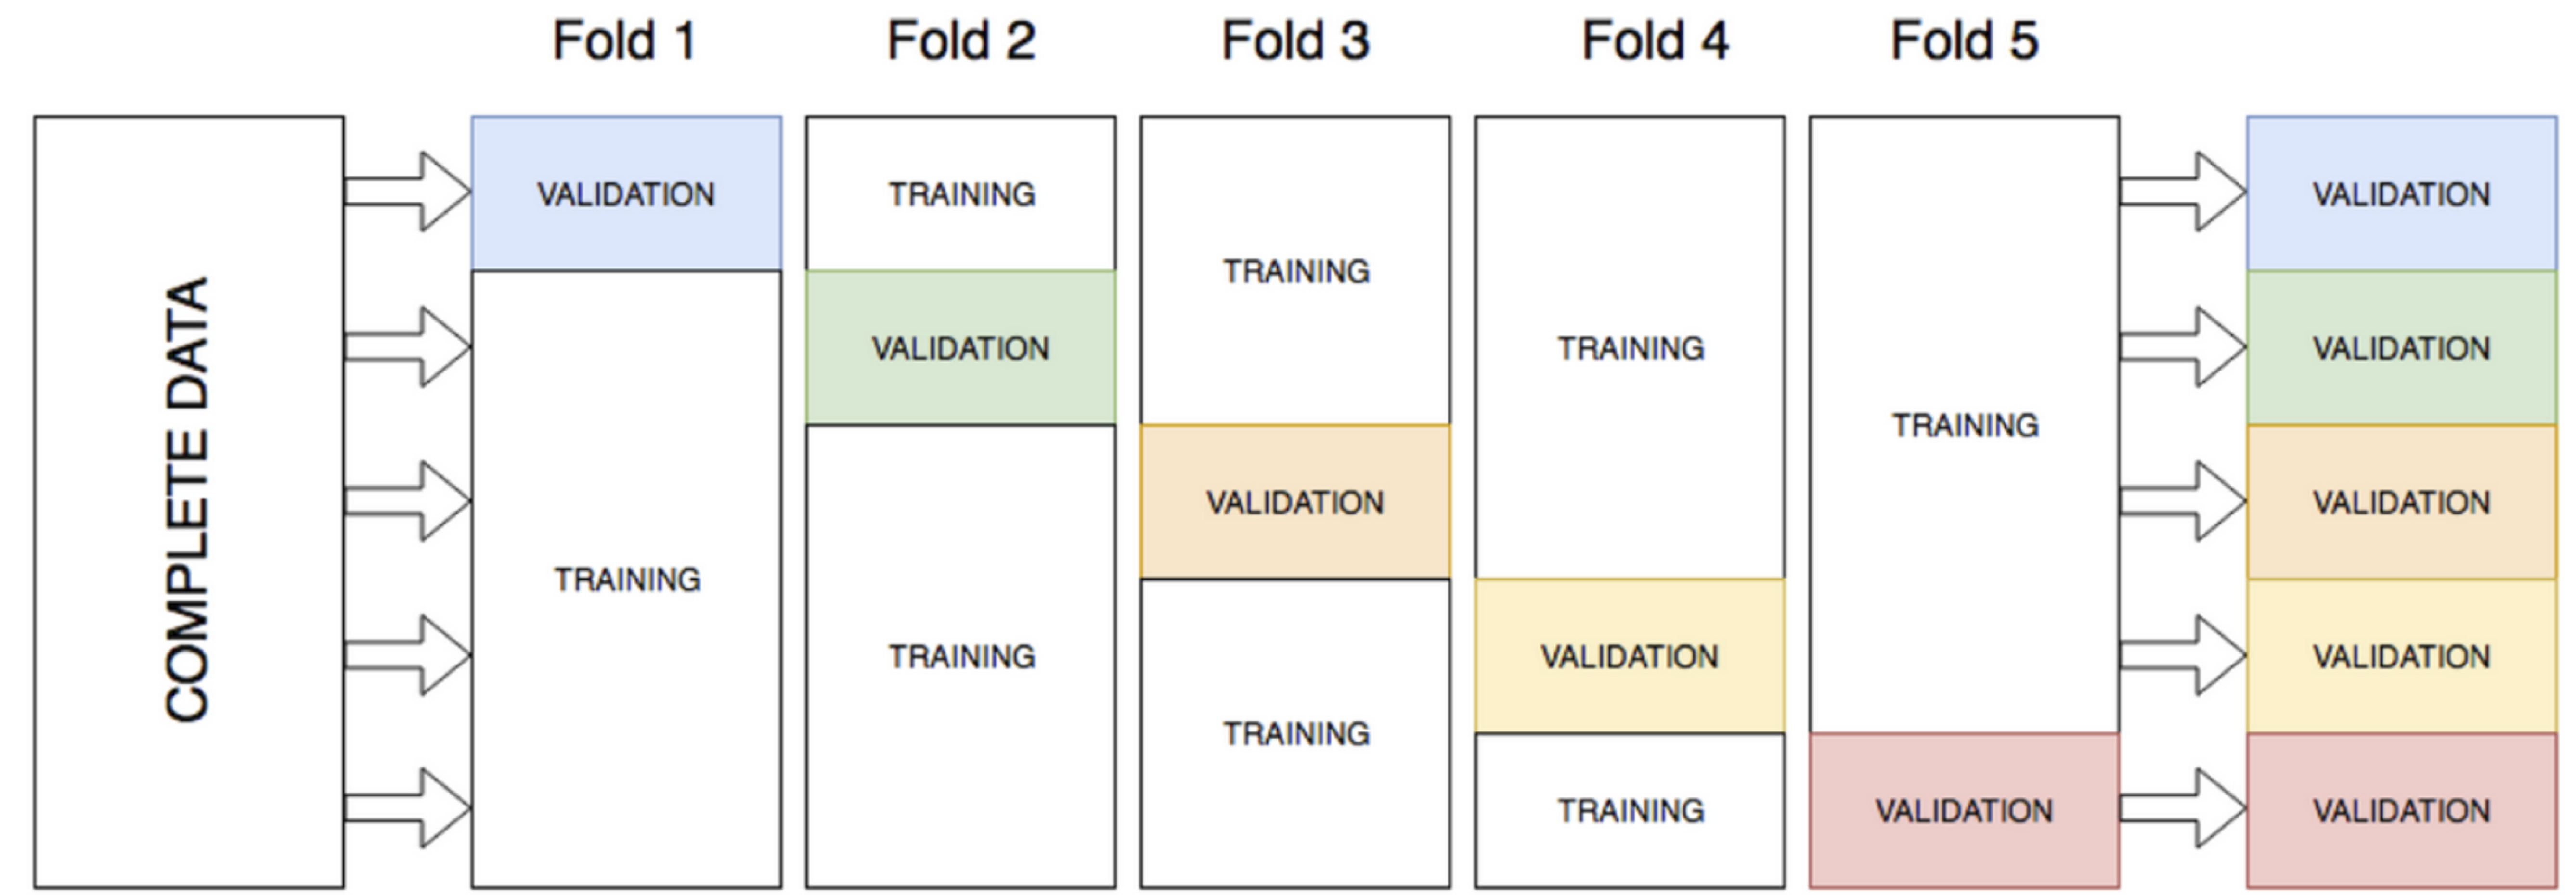 Fold 1
Fold 2
Fold 3
Fold 4
Fold 5
COMPLETE DATA
VALIDATION
TRAINING
TRAINING
VALIDATION
TRAINING
TRAINING
VALIDATION
TRAINING
TRAINING
VALIDATION
TRAINING
TRAINING
VALIDATION
VALIDATION
VALIDATION
VALIDATION
VALIDATION
VALIDATION